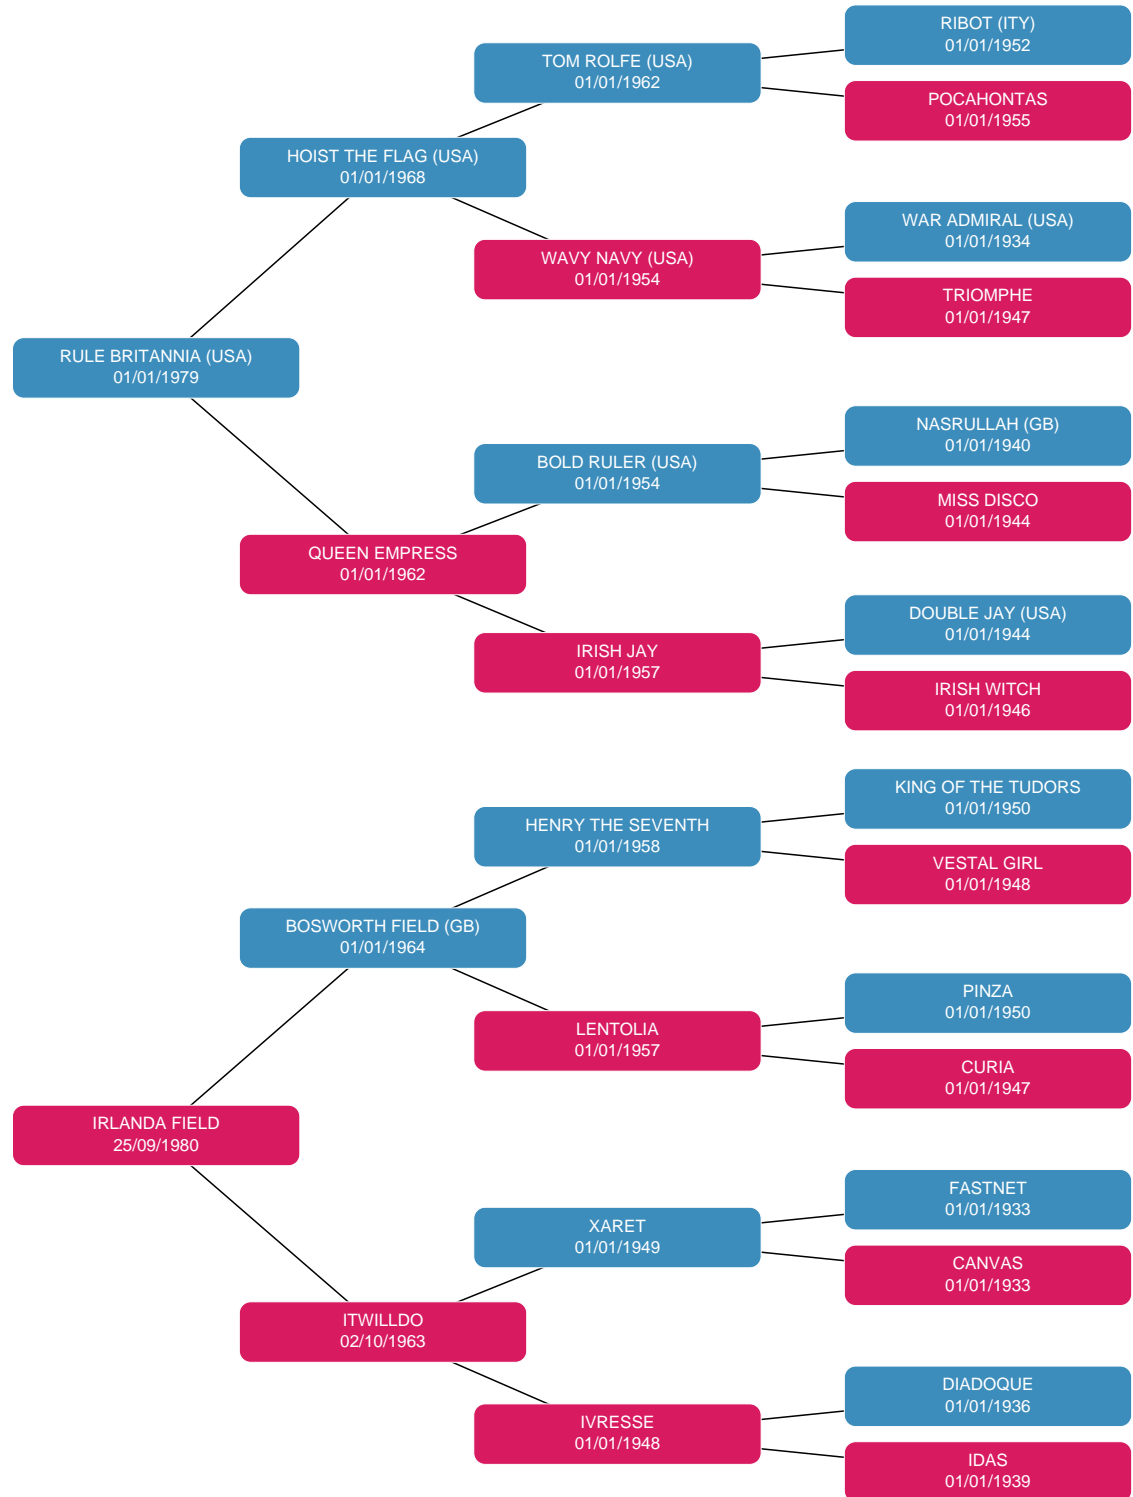 RIBOT (ITY)
01/01/1952
TOM ROLFE (USA)
01/01/1962
POCAHONTAS
01/01/1955
HOIST THE FLAG (USA)
01/01/1968
WAR ADMIRAL (USA)
01/01/1934
WAVY NAVY (USA)
01/01/1954
TRIOMPHE
01/01/1947
RULE BRITANNIA (USA)
01/01/1979
NASRULLAH (GB)
01/01/1940
BOLD RULER (USA)
01/01/1954
MISS DISCO
01/01/1944
QUEEN EMPRESS
01/01/1962
DOUBLE JAY (USA)
01/01/1944
IRISH JAY
01/01/1957
IRISH WITCH
01/01/1946
KING OF THE TUDORS
01/01/1950
HENRY THE SEVENTH
01/01/1958
VESTAL GIRL
01/01/1948
BOSWORTH FIELD (GB)
01/01/1964
PINZA
01/01/1950
LENTOLIA
01/01/1957
CURIA
01/01/1947
IRLANDA FIELD
25/09/1980
FASTNET
01/01/1933
XARET
01/01/1949
CANVAS
01/01/1933
ITWILLDO
02/10/1963
DIADOQUE
01/01/1936
IVRESSE
01/01/1948
IDAS
01/01/1939